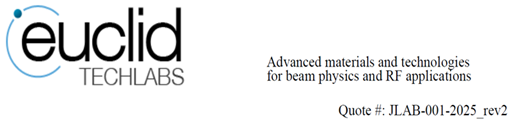 euclid
TECHLABS
Advanced materials and technologies
for beam physics and RF applications
Quote #: JLAB-001-2025_rev2